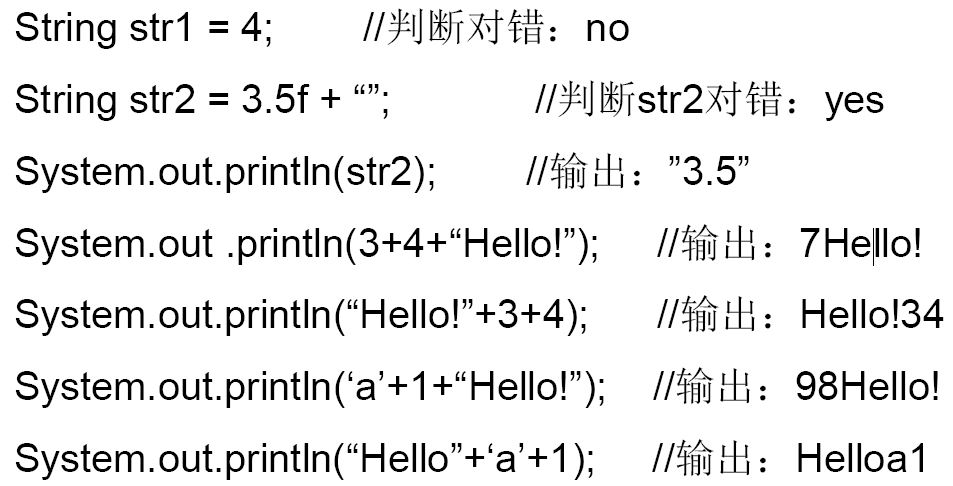 String str1 = 4; //判断对错：no
String str2 = 3.5f + “”; //判断str2对错：yes
System.out.println(str2); //输出：”3.5”
System.out .println(3+4+“Hello!”); //输出：7Hello!
System.out.println(“Hello!”+3+4); //输出：Hello!34
System.out.println(‘a’+1+“Hello!”); //输出：98Hello!
System.out.println(“Hello”+‘a’+1); //输出：Helloa1